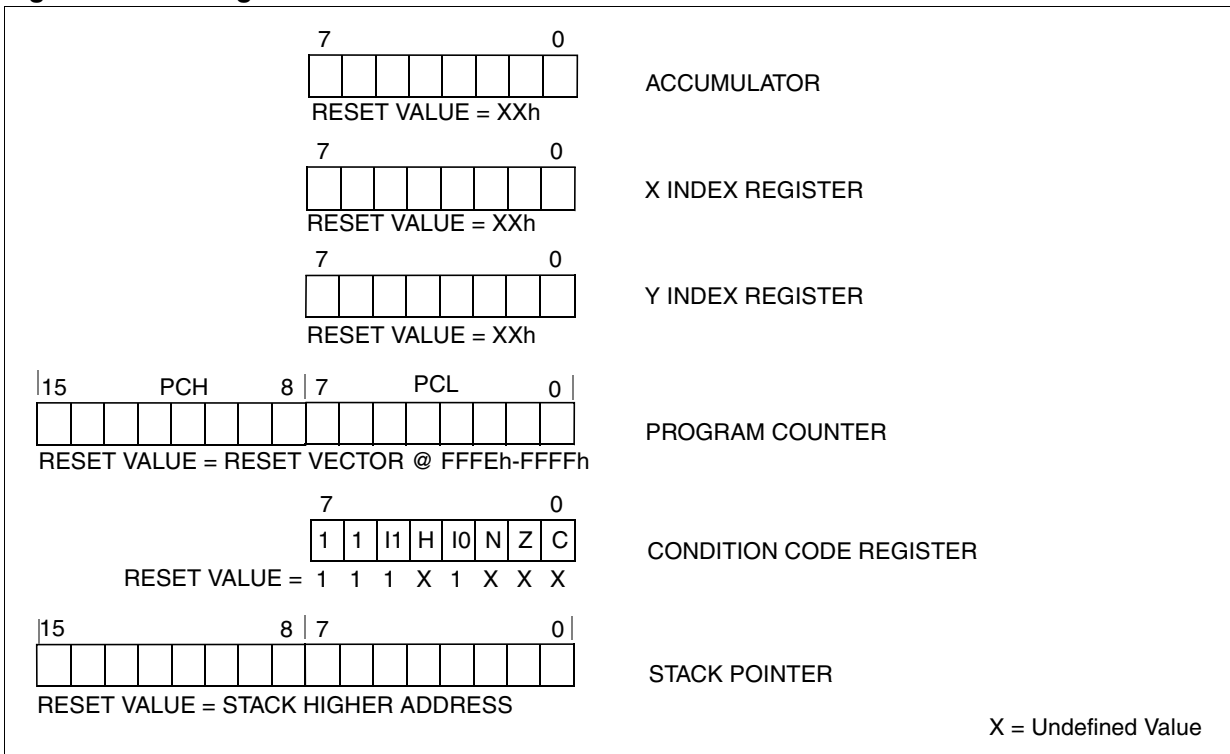 7 0
ACCUMULATOR
RESET VALUE = XXh
7 0
X INDEX REGISTER
RESET VALUE = XXh
7 0
Y INDEX REGISTER
RESET VALUE = XXh
15 PCH 8 7 PCL 0
PROGRAM COUNTER
RESET VALUE = RESET VECTOR @ FFFEh-FFFFh
7 0
1 1 I1 H I0 N Z C
CONDITION CODE REGISTER
RESET VALUE = 1 1 1 X 1 X X X
15 8 7 0
STACK POINTER
RESET VALUE = STACK HIGHER ADDRESS
X = Undefined Value